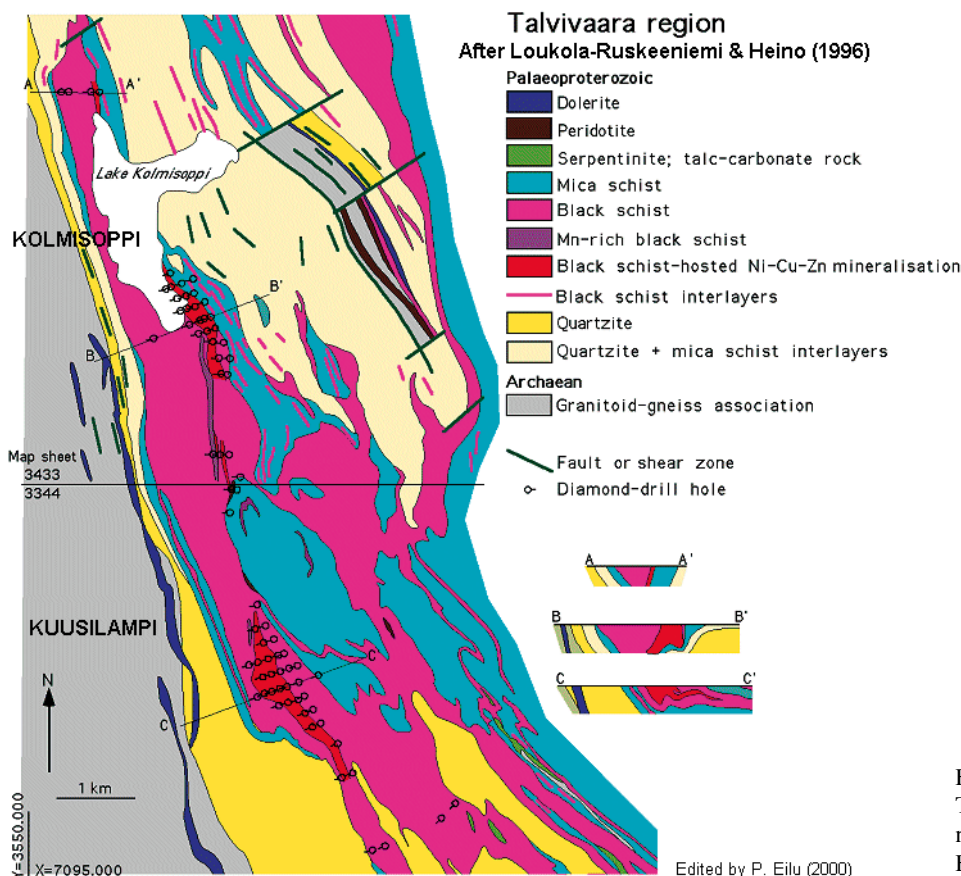 Talvivaara region
After Loukola-Ruskeeniemi & Heino (1996)
Palaeoproterozoic
Dolerite
Peridotite
Serpentinite; talc-carbonate rock
Mica schist
Black schist
Mn-rich black schist
Black schist-hosted Ni-Cu-Zn mineralisation
Black schist interlayers
Quartzite
Quartzite + mica schist interlayers
Archaean
Granitoid-gneiss association
Fault or shear zone
Diamond-drill hole
A
A'
Lake Kolmisoppi
KOLMISOPPI
B'
B
Map sheet
3433
3344
KUUSILAMPI
C'
C
N
1 km
Y=3550.000
X=7095.000
A
A'
B
B'
C
C'
Edited by P. Eilu (2000)